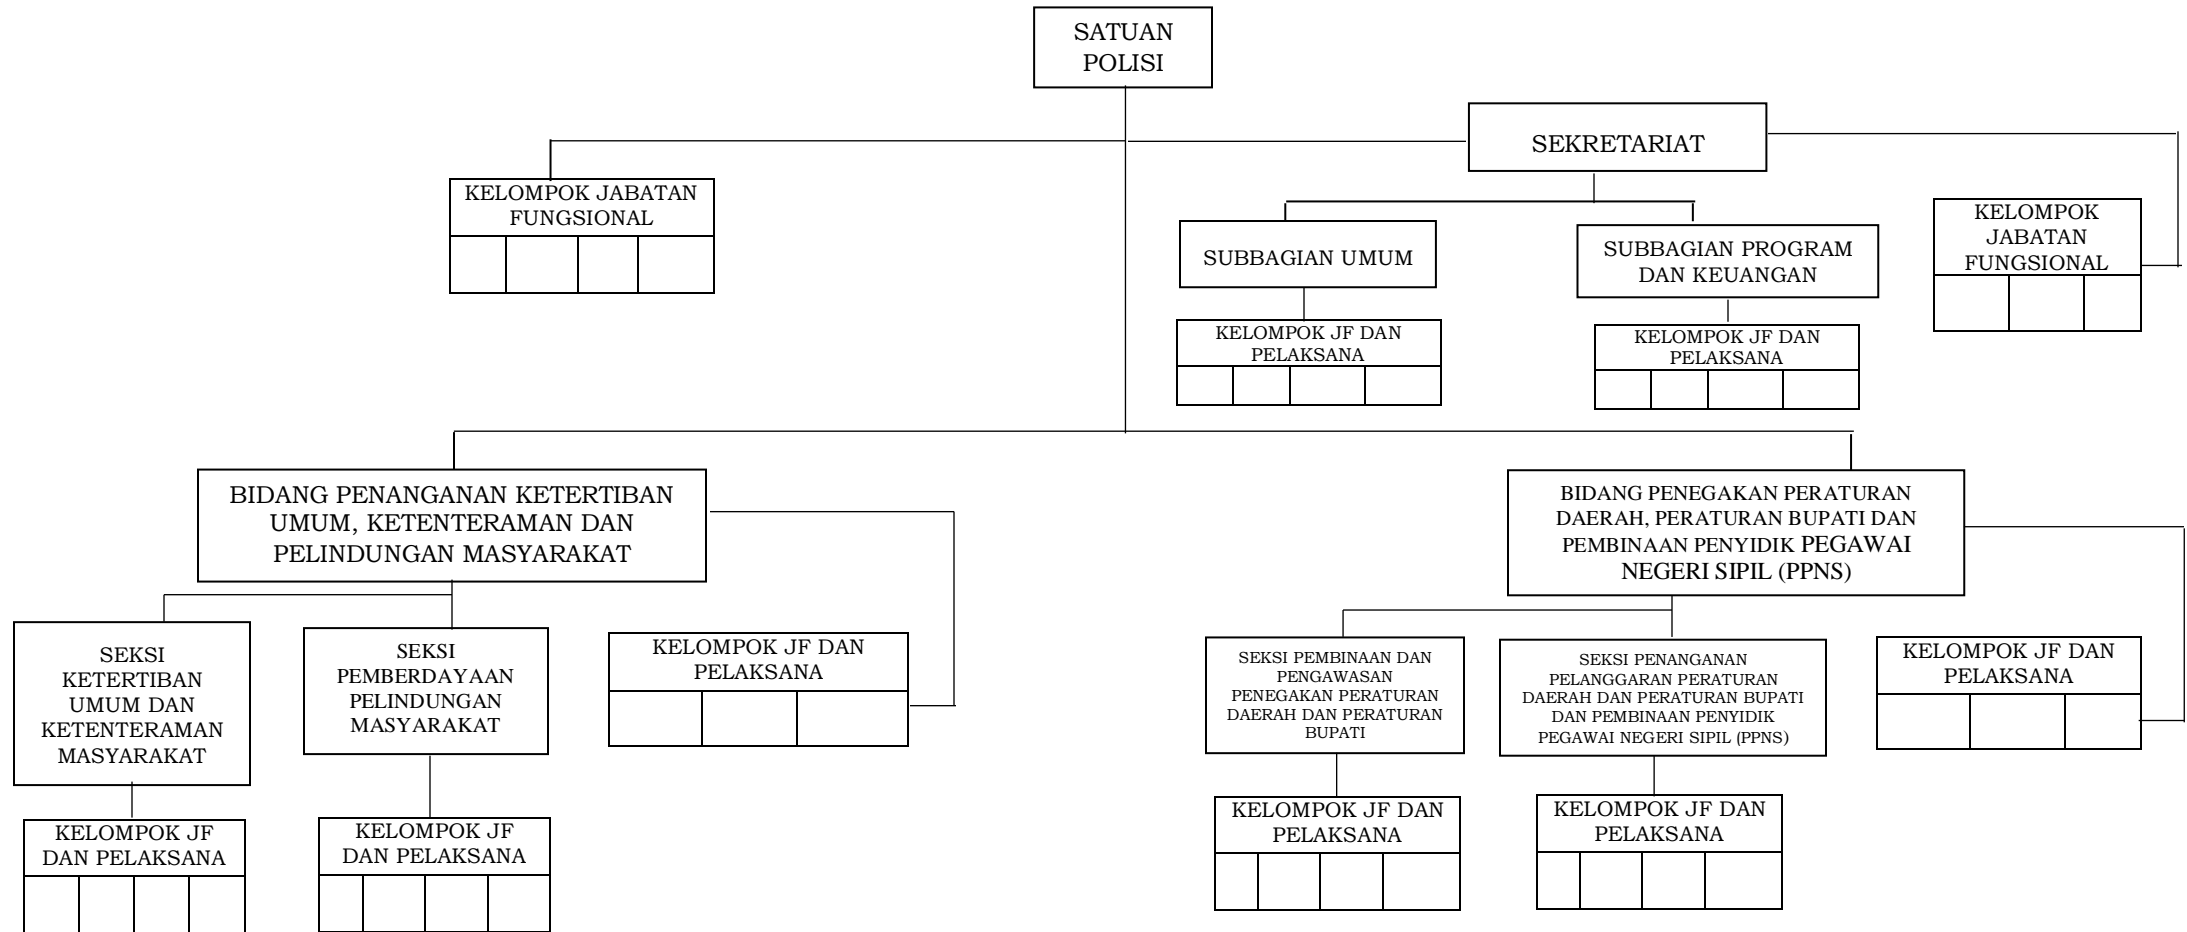 SATUAN
POLISI
SEKRETARIAT
KELOMPOK JABATAN
FUNGSIONAL
SUBBAGIAN UMUM
SUBBAGIAN PROGRAM
DAN KEUANGAN
KELOMPOK
JABATAN
FUNGSIONAL
KELOMPOK JF DAN
PELAKSANA
KELOMPOK JF DAN
PELAKSANA
BIDANG PENANGANAN KETERTIBAN
UMUM, KETENTERAMAN DAN
PELINDUNGAN MASYARAKAT
BIDANG PENEGAKAN PERATURAN
DAERAH, PERATURAN BUPATI DAN
PEMBINAAN PENYIDIK PEGAWAI
NEGERI SIPIL (PPNS)
SEKSI
KETERTIBAN
UMUM DAN
KETENTERAMAN
MASYARAKAT
SEKSI
PEMBERDAYAAN
PELINDUNGAN
MASYARAKAT
KELOMPOK JF DAN
PELAKSANA
SEKSI PEMBINAAN DAN
PENGAWASAN
PENEGAKAN PERATURAN
DAERAH DAN PERATURAN
BUPATI
SEKSI PENANGANAN
PELANGGARAN PERATURAN
DAERAH DAN PERATURAN BUPATI
DAN PEMBINAAN PENYIDIK
PEGAWAI NEGERI SIPIL (PPNS)
KELOMPOK JF DAN
PELAKSANA
KELOMPOK JF
DAN PELAKSANA
KELOMPOK JF
DAN PELAKSANA
KELOMPOK JF DAN
PELAKSANA
KELOMPOK JF DAN
PELAKSANA